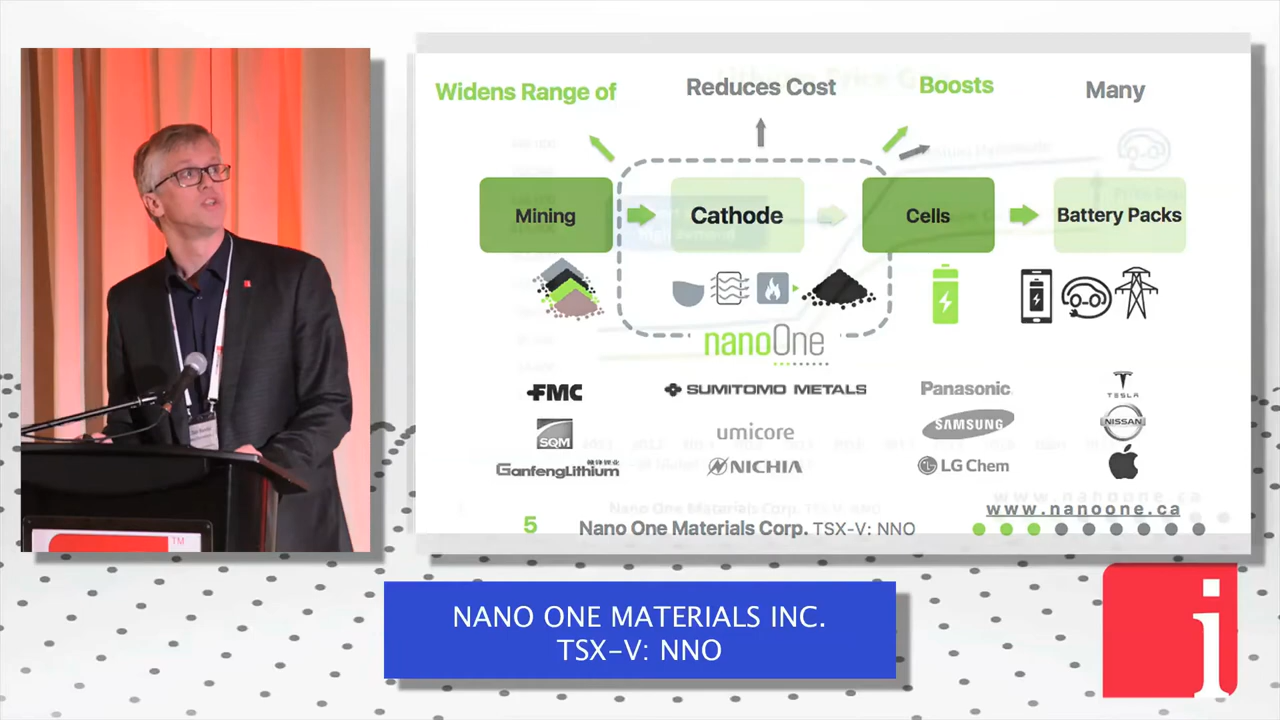 Widens Range of
Reduces Cost
Boosts
Many
Mining
Cathode
Cells
Battery Packs
nanoOne
FMC
SUMITOMO METALS
Panasonic
TESLA
SQM
umicore
SAMSUNG
NISSAN
GanfengLithium
NICHIA
LG Chem
www.nanoone.ca
5
Nano One Materials Corp. TSX-V: NNO
TM
NANO ONE MATERIALS INC.
TSX-V: NNO
i